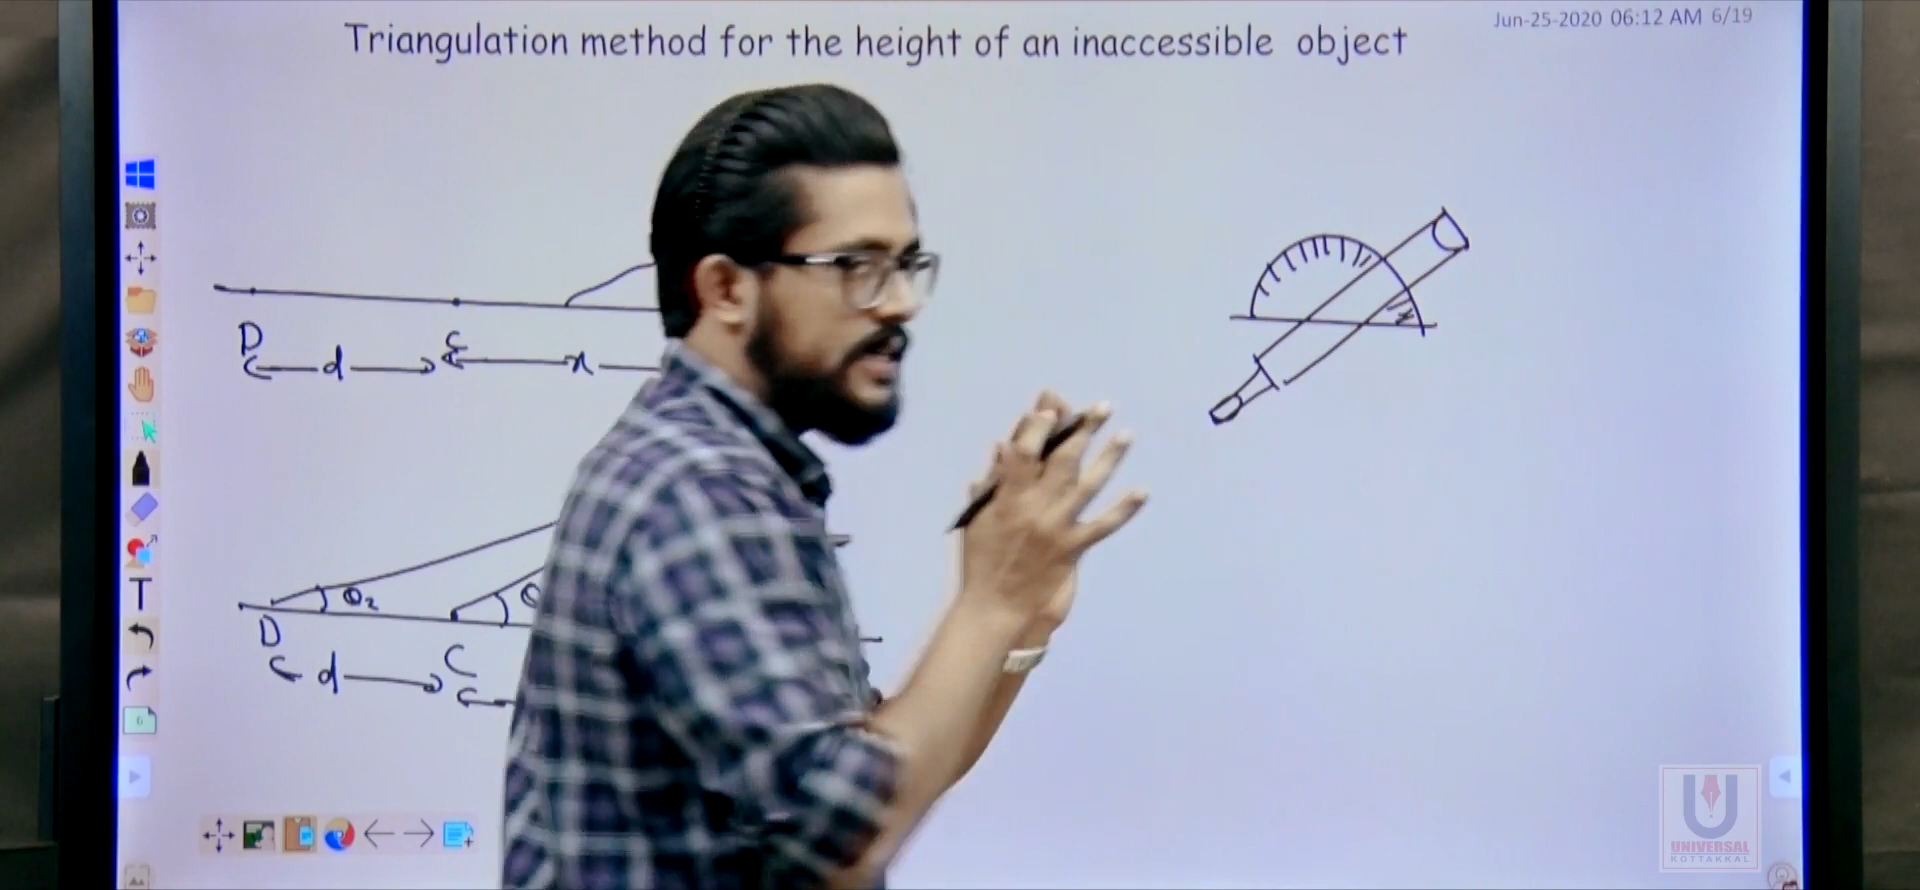 Jun-25-2020 06:12 AM 6/19
Triangulation method for the height of an inaccessible object
D C
d x
θ₂ θ
D C
d
T
6
U
UNIVERSAL
KOTTAKKAL